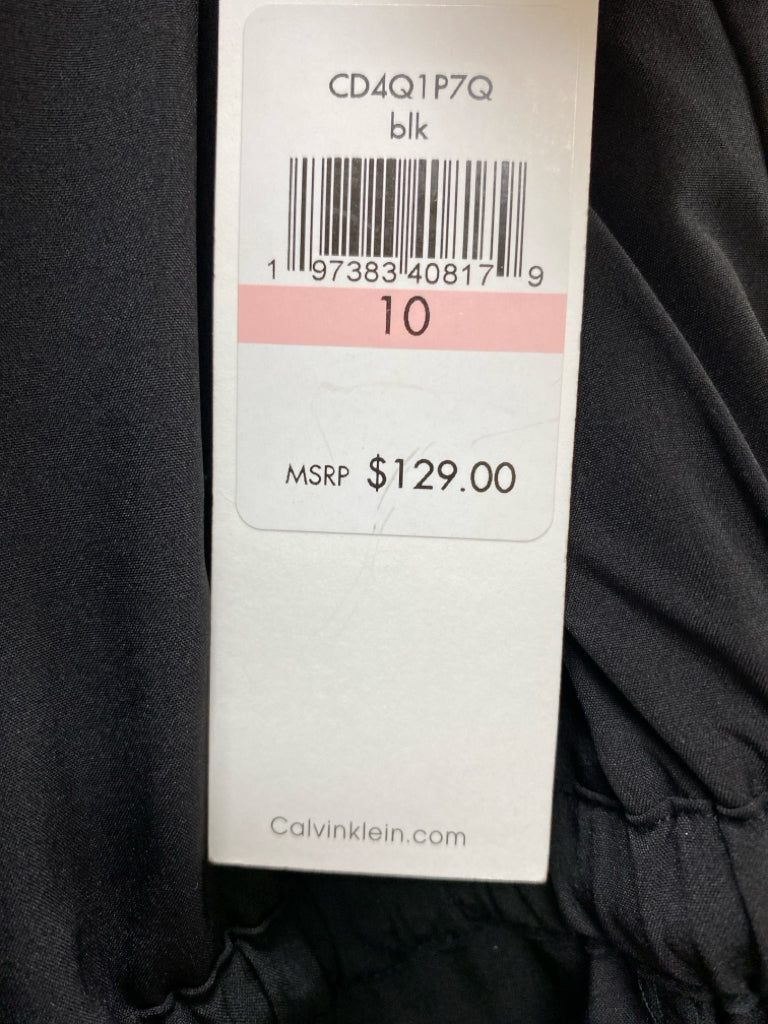 CD4Q1P7Q
blk
1 97383 40817 9
10
MSRP $129.00
Calvinklein.com